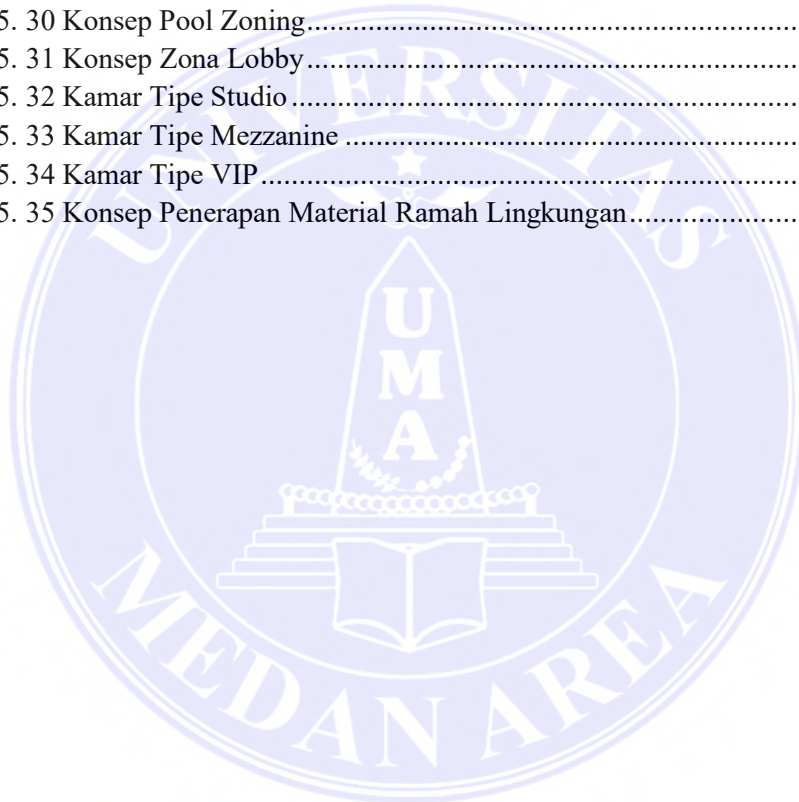 5. 30 Konsep Pool Zoning........................................................................
5. 31 Konsep Zona Lobby........................................................................
5. 32 Kamar Tipe Studio..........................................................................
5. 33 Kamar Tipe Mezzanine ...................................................................
5. 34 Kamar Tipe VIP..............................................................................
5. 35 Konsep Penerapan Material Ramah Lingkungan........................
UNIVERSITAS
UMA
MEDAN AREA